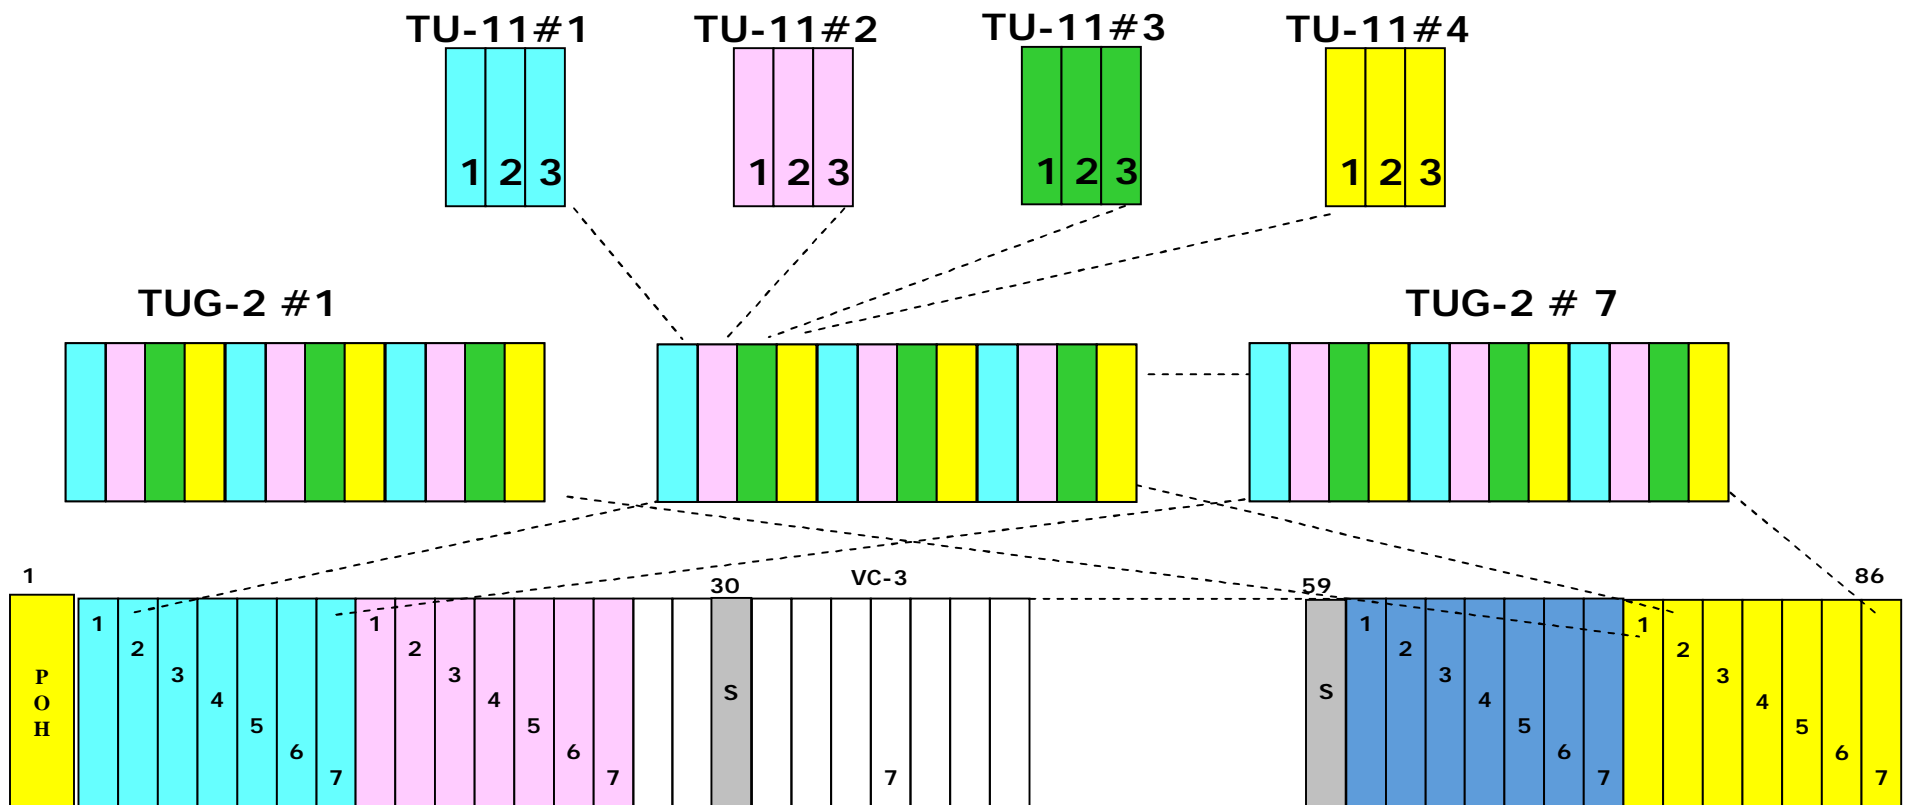 TU-11#1 TU-11#2 TU-11#3 TU-11#4
1 2 3 1 2 3 1 2 3 1 2 3
TUG-2 #1 TUG-2 # 7
1 30 VC-3 59 86
P
O
H
1 2 3 4 5 6 7 1 2 3 4 5 6 7 S 7 S 1 2 3 4 5 6 7 1 2 3 4 5 6 7